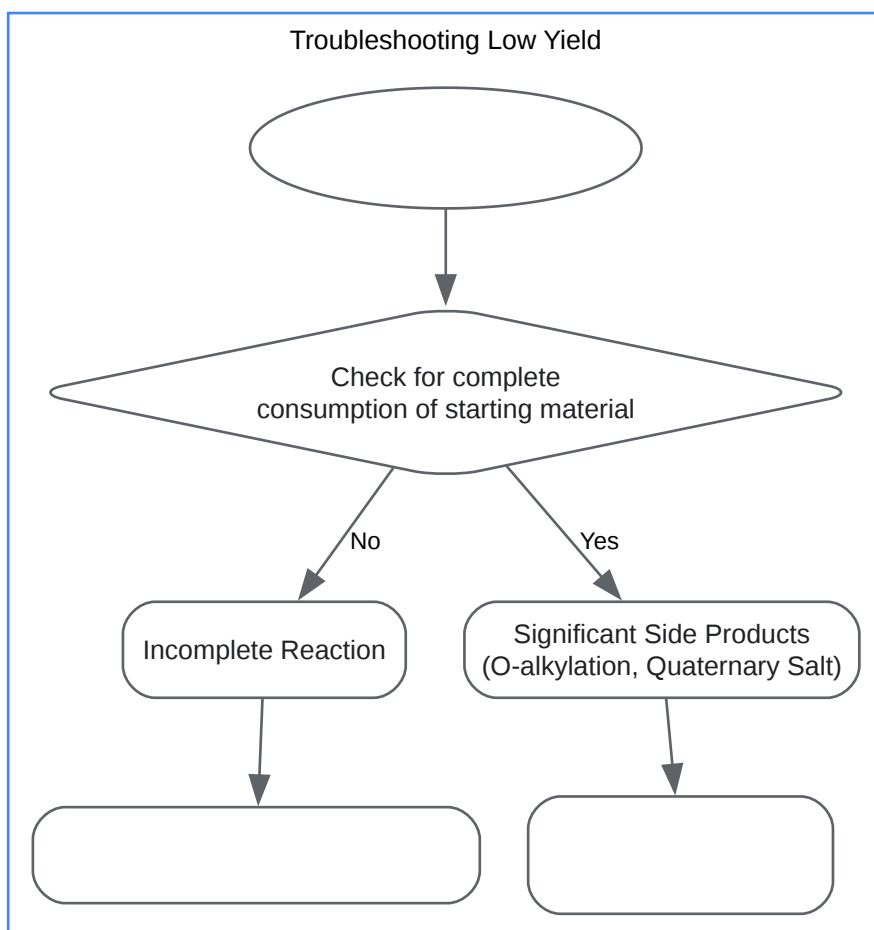 Troubleshooting Low Yield
Check for complete
consumption of starting material
No
Yes
Incomplete Reaction
Significant Side Products
(O-alkylation, Quaternary Salt)